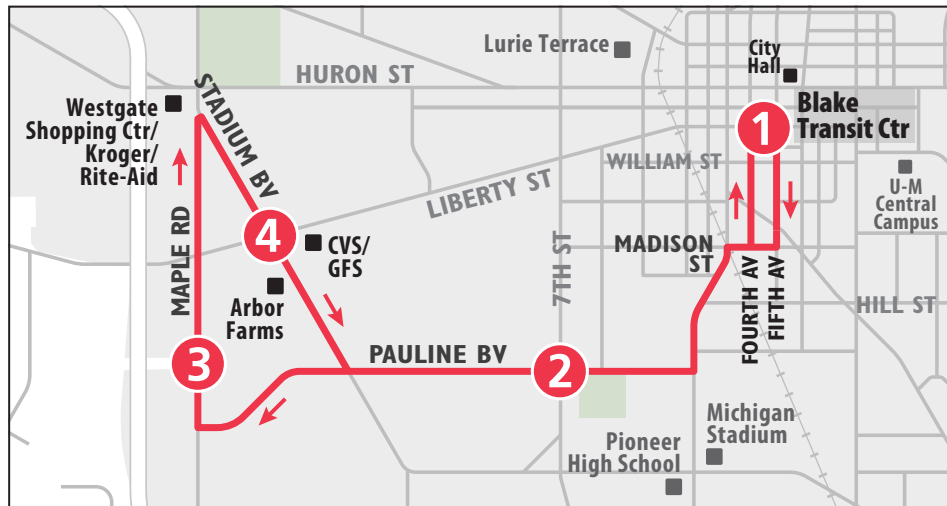 Lurie Terrace
City
Hall
HURON ST
STADIUM BV
Westgate
Shopping Ctr/
Kroger/
Rite-Aid
Blake
Transit Ctr
1
WILLIAM ST
U-M
Central
Campus
LIBERTY ST
MAPLE RD
4
CVS/
GFS
MADISON
ST
7TH ST
FOURTH AV
FIFTH AV
HILL ST
Arbor
Farms
3
PAULINE BV
2
Michigan
Stadium
Pioneer
High School